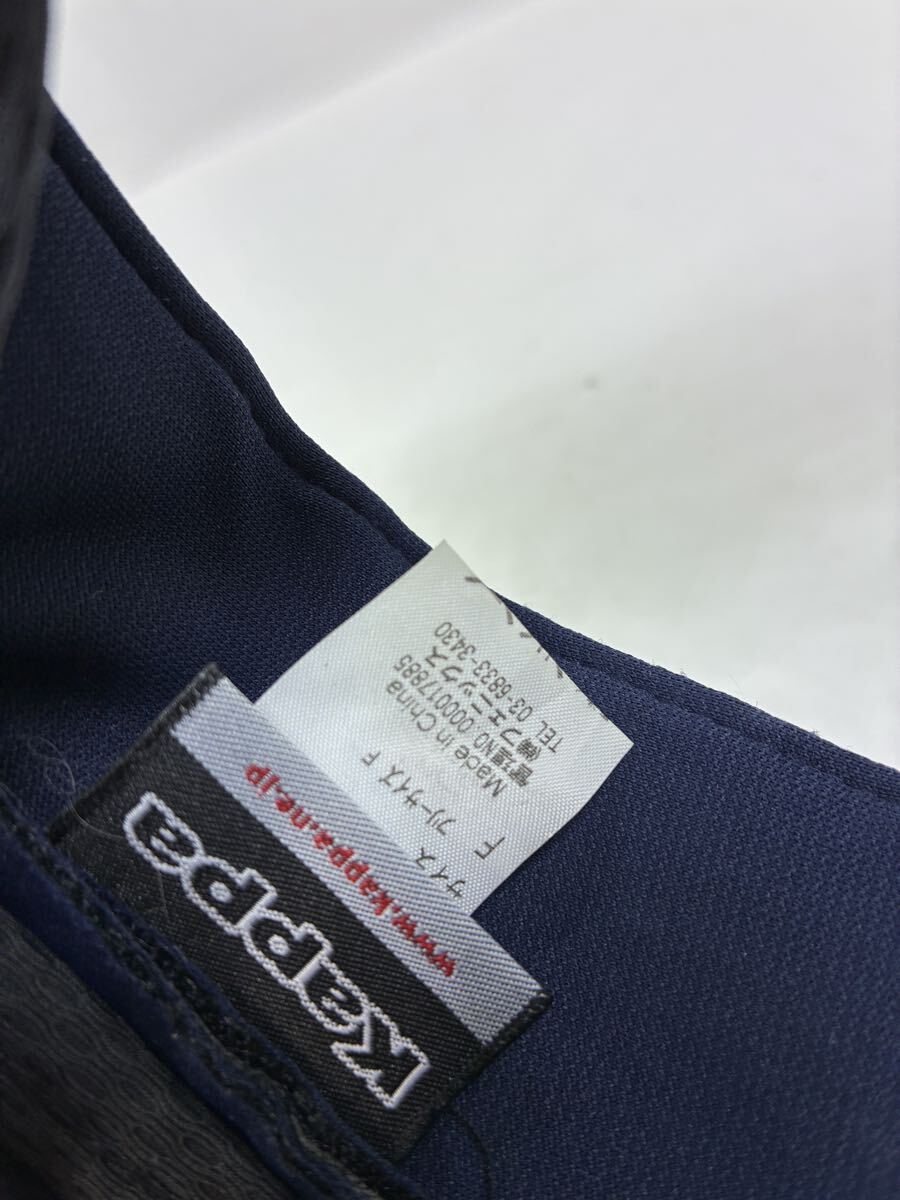 Kappa
www.kappa.ne.jp
サイズ フリーサイズ F
F
Made in China
管理NO 000017885
㈱フェニックス
TEL 03-6833-3430